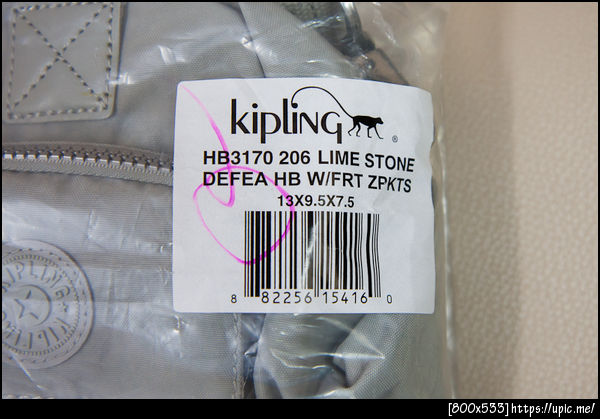 kipling ®
HB3170 206 LIME STONE
DEFEA HB W/FRT ZPKTS
13X9.5X7.5
8 82256 15416 0
KIPLING
[800x533]https://upic.me/